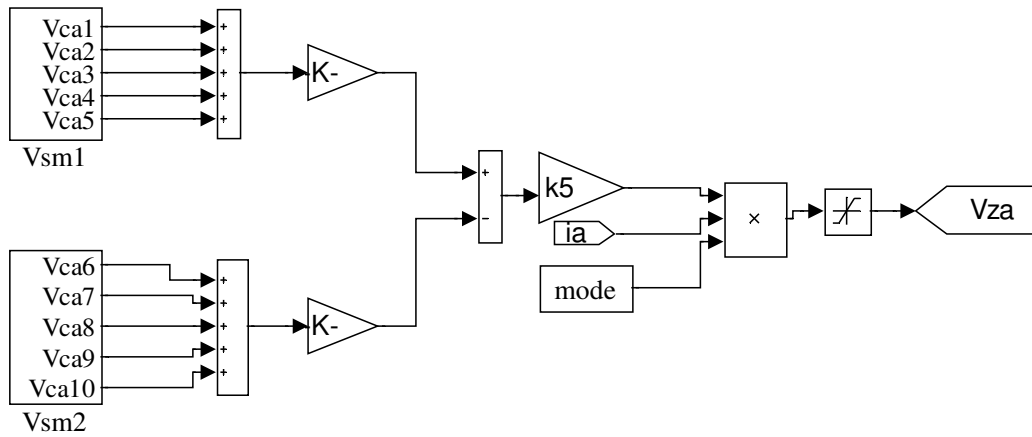 Vca1
Vca2
Vca3
Vca4
Vca5
Vsm1
+
+
+
+
+
K-
Vca6
Vca7
Vca8
Vca9
Vca10
Vsm2
+
+
+
+
+
K-
+
−
k5
ia
mode
×
Vza